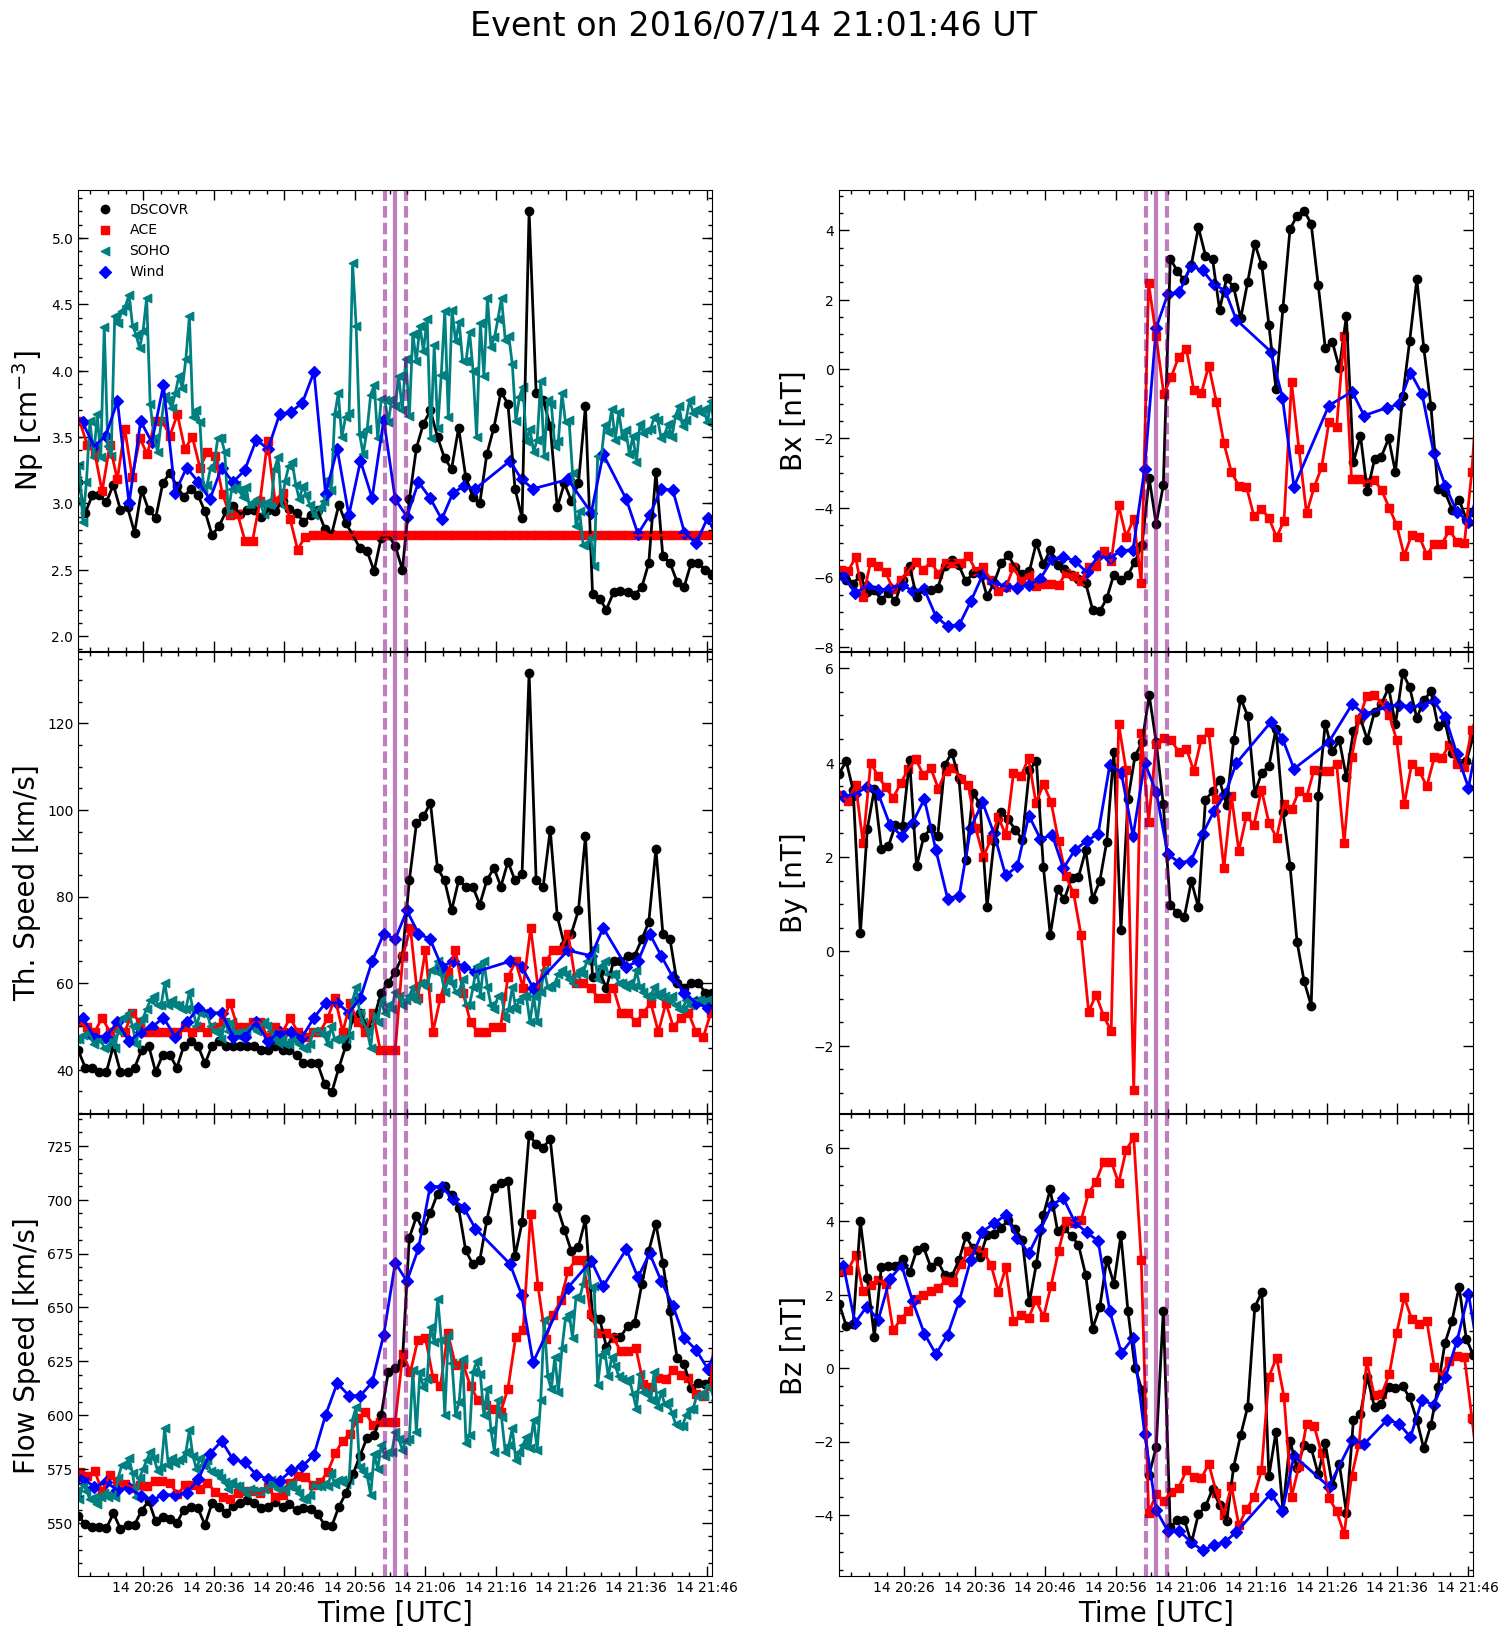 Event on 2016/07/14 21:01:46 UT
Np [cm⁻³]
5.0
4.5
4.0
3.5
3.0
2.5
2.0
DSCOVR
ACE
SOHO
Wind
Th. Speed [km/s]
120
100
80
60
40
Flow Speed [km/s]
725
700
675
650
625
600
575
550
14 20:26 14 20:36 14 20:46 14 20:56 14 21:06 14 21:16 14 21:26 14 21:36 14 21:46
Time [UTC]
Bx [nT]
4
2
0
−2
−4
−6
−8
By [nT]
6
4
2
0
−2
Bz [nT]
6
4
2
0
−2
−4
14 20:26 14 20:36 14 20:46 14 20:56 14 21:06 14 21:16 14 21:26 14 21:36 14 21:46
Time [UTC]